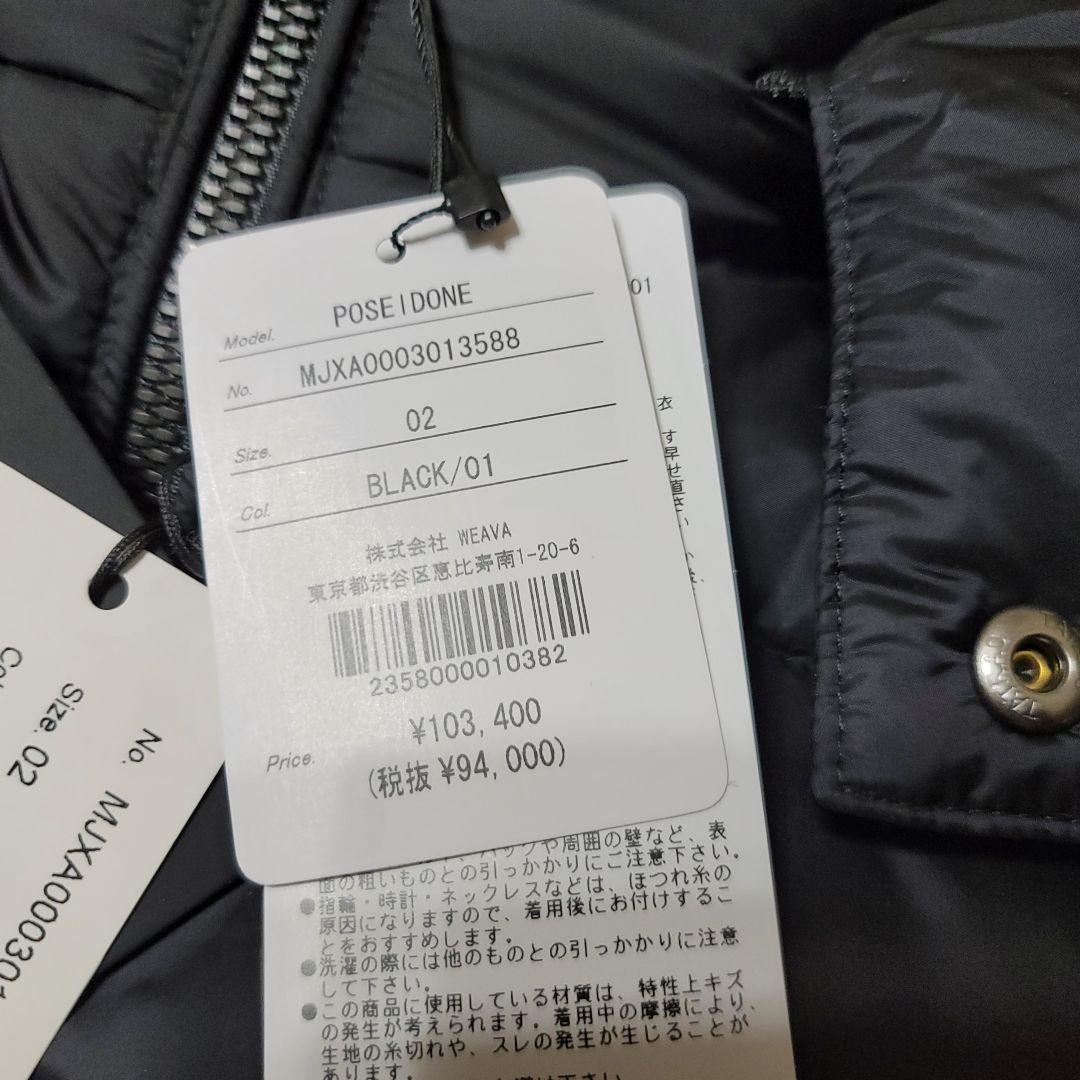 Model. POSEIDONE
No. MJXA0003013588
Size. 02
Col. BLACK/01
株式会社 WEAVA
東京都渋谷区恵比寿南1-20-6
2358000010382
Price. ¥103,400
(税抜 ¥94,000)
01
衣
す
早
せ
直
さい
や周囲の壁など、表
面の粗いものとの引っかかりにご注意下さい。
●指輪・時計・ネックレスなどは、ほつれ糸の
原因になりますので、着用後にお付けするこ
とをおすすめします。
●洗濯の際には他のものとの引っかかりに注意
して下さい。
●この商品に使用している材質は、特性上キズ
の発生が考えられます。着用中の摩擦により、
生地の糸切れや、スレの発生が生じることが
あります。
No. MJXA000301
Size. 02